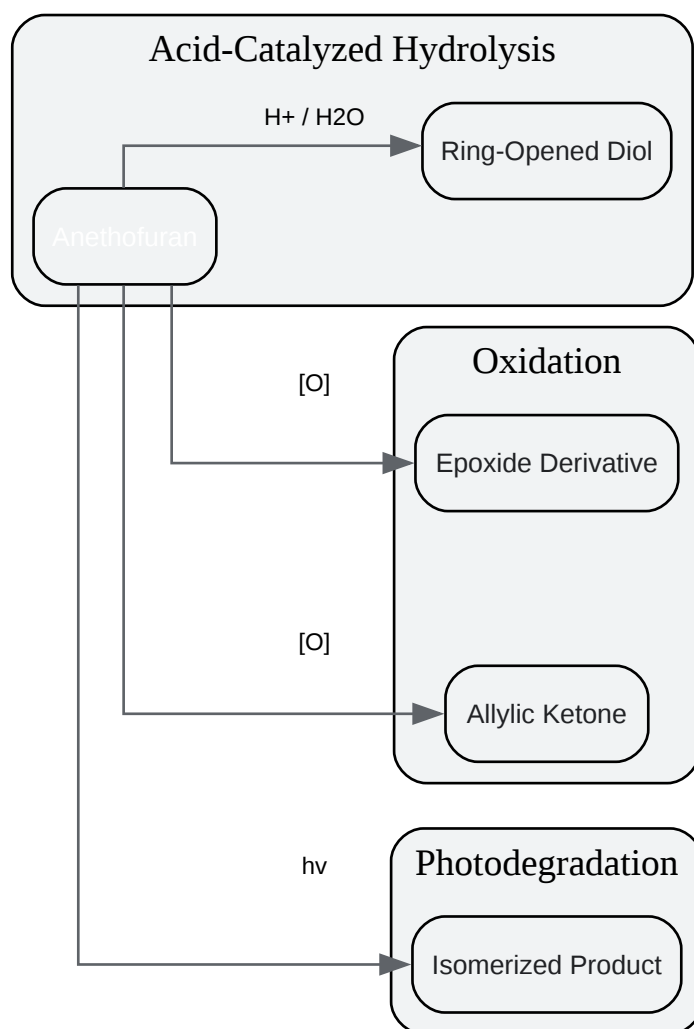 Acid-Catalyzed Hydrolysis
H+ / H2O
Ring-Opened Diol
Anethofuran
Oxidation
[O]
Epoxide Derivative
[O]
Allylic Ketone
Photodegradation
hv
Isomerized Product